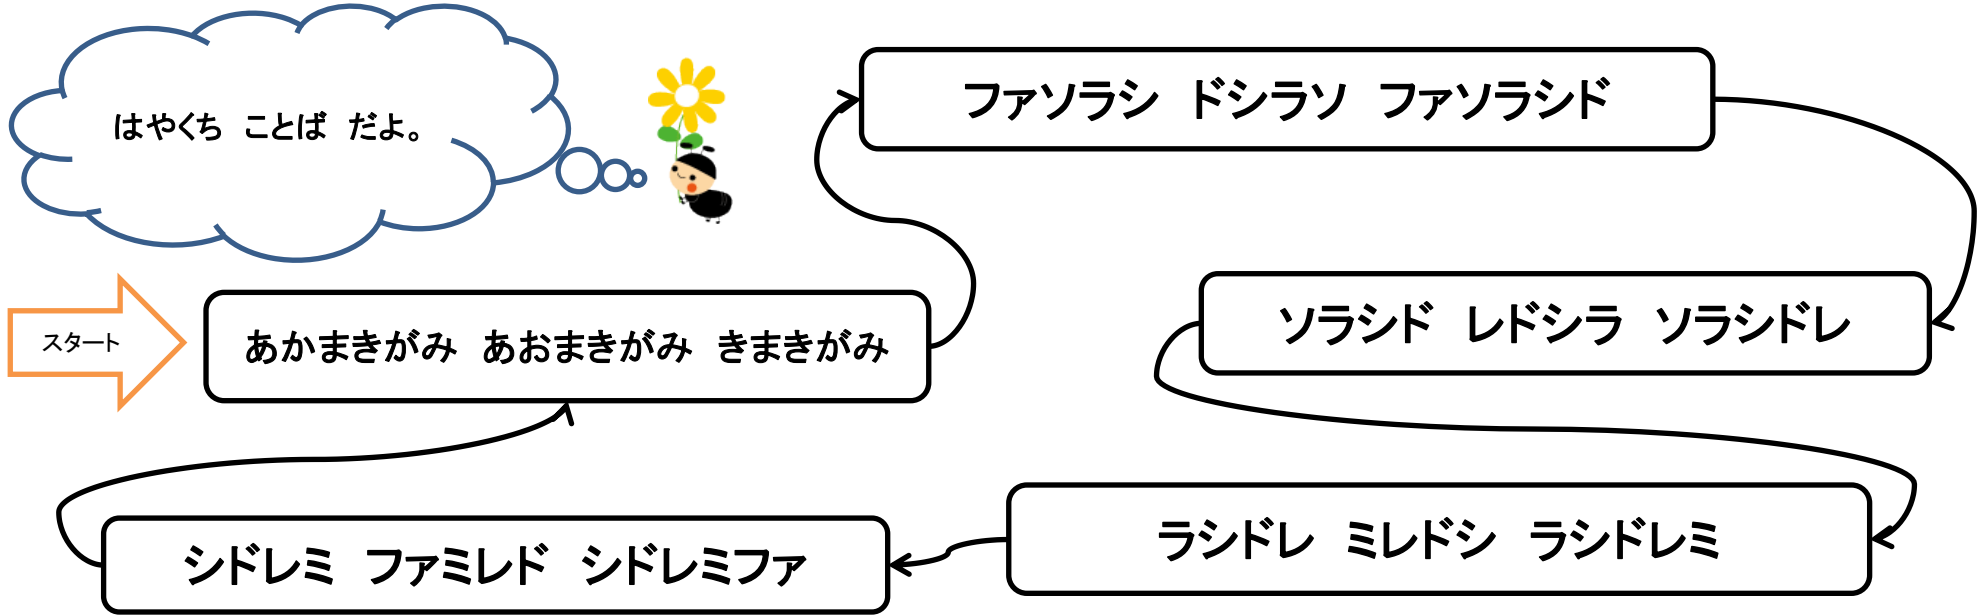 はやくち　ことば　だよ。
スタート
あかまきがみ　あおまきがみ　きまきがみ
ファソラシ　ドシラソ　ファソラシド
ソラシド　レドシラ　ソラシドレ
ラシドレ　ミレドシ　ラシドレミ
シドレミ　ファミレド　シドレミファ